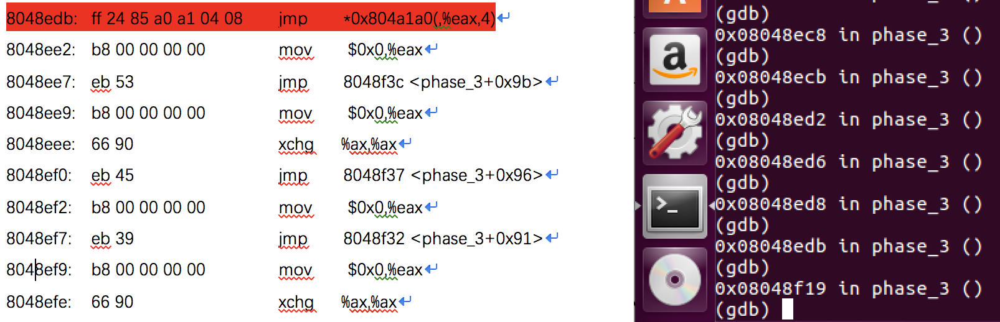 8048edb: ff 24 85 a0 a1 04 08 jmp *0x804a1a0(,%eax,4)↵
8048ee2: b8 00 00 00 00 mov $0x0,%eax↵
8048ee7: eb 53 jmp 8048f3c <phase_3+0x9b>↵
8048ee9: b8 00 00 00 00 mov $0x0,%eax↵
8048eee: 66 90 xchg %ax,%ax↵
8048ef0: eb 45 jmp 8048f37 <phase_3+0x96>↵
8048ef2: b8 00 00 00 00 mov $0x0,%eax↵
8048ef7: eb 39 jmp 8048f32 <phase_3+0x91>↵
8048ef9: b8 00 00 00 00 mov $0x0,%eax↵
8048efe: 66 90 xchg %ax,%ax↵
a
>_
(gdb)
0x08048ec8 in phase_3 ()
(gdb)
0x08048ecb in phase_3 ()
(gdb)
0x08048ed2 in phase_3 ()
(gdb)
0x08048ed6 in phase_3 ()
(gdb)
0x08048ed8 in phase_3 ()
(gdb)
0x08048edb in phase_3 ()
(gdb)
0x08048f19 in phase_3 ()
(gdb)